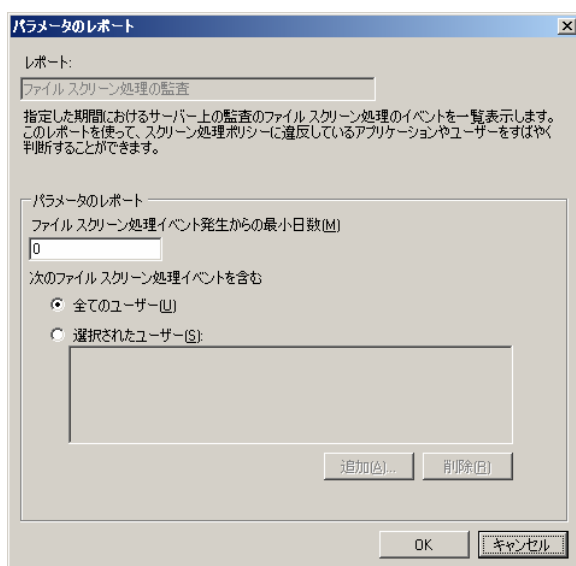 パラメータのレポート
レポート:
ファイル スクリーン処理の監査
指定した期間におけるサーバー上の監査のファイル スクリーン処理のイベントを一覧表示します。
このレポートを使って、スクリーン処理ポリシーに違反しているアプリケーションやユーザーをすばやく
判断することができます。
パラメータのレポート
ファイル スクリーン処理イベント発生からの最小日数(M)
0
次のファイル スクリーン処理イベントを含む
全てのユーザー(U)
選択されたユーザー(S):
追加(A)... 削除(R)
OK キャンセル